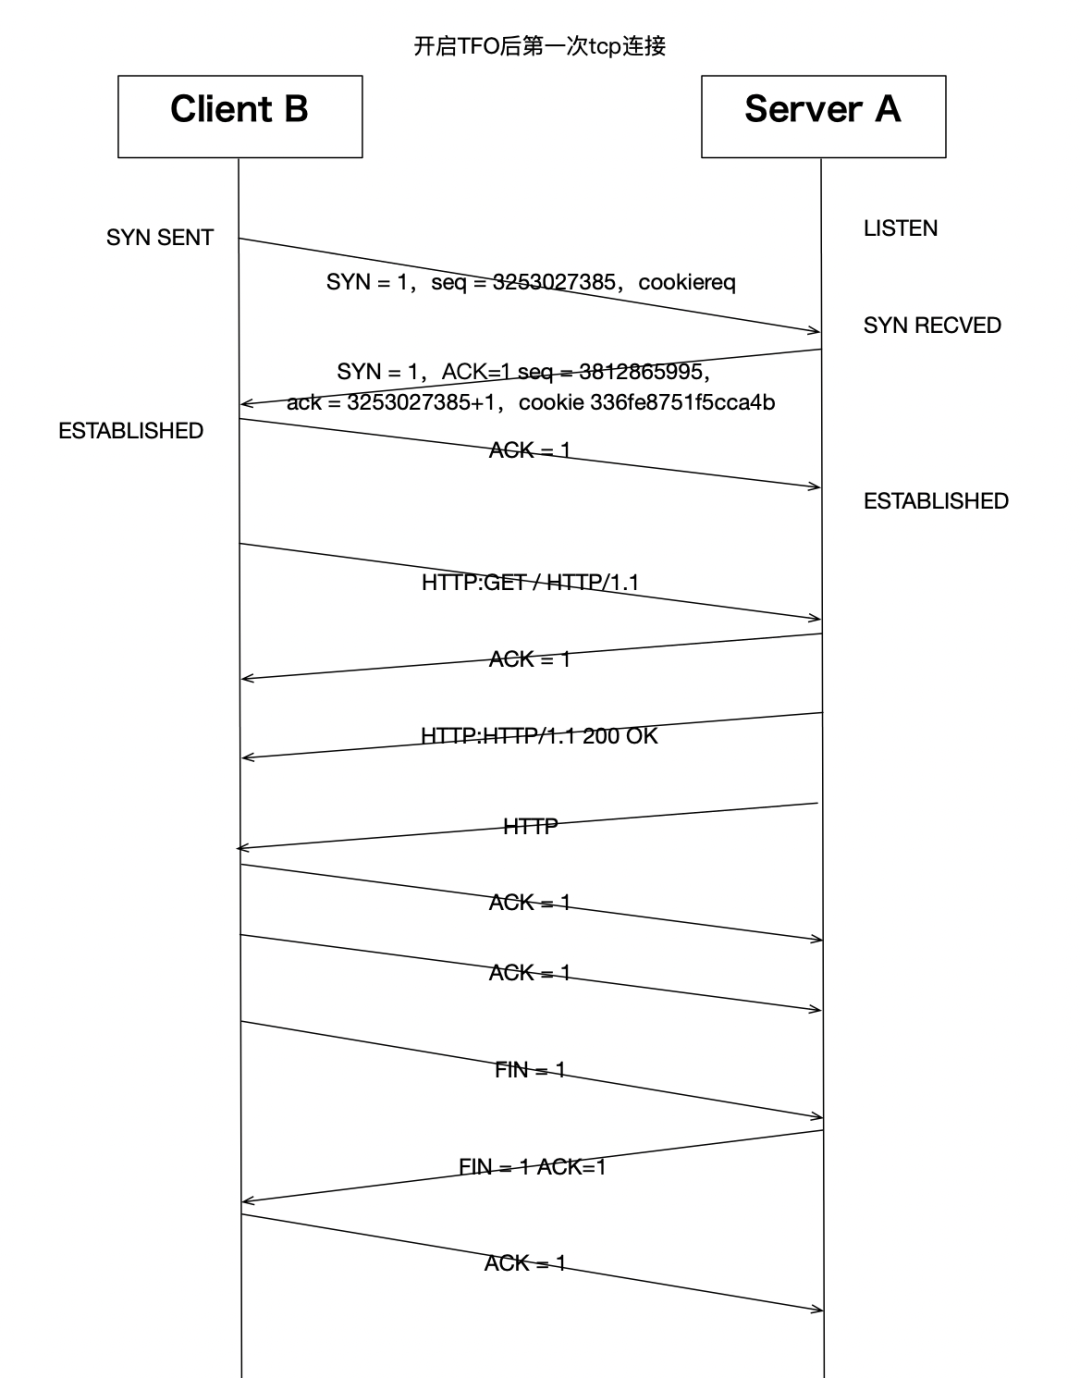 开启TFO后第一次tcp连接
Client B
Server A
LISTEN
SYN SENT
SYN = 1，seq = 3253027385，cookiereq
SYN RECVED
SYN = 1，ACK=1 seq = 3812865995，
ack = 3253027385+1，cookie 336fe8751f5cca4b
ESTABLISHED
ACK = 1
ESTABLISHED
HTTP:GET / HTTP/1.1
ACK = 1
HTTP:HTTP/1.1 200 OK
HTTP
ACK = 1
ACK = 1
FIN = 1
FIN = 1 ACK=1
ACK = 1